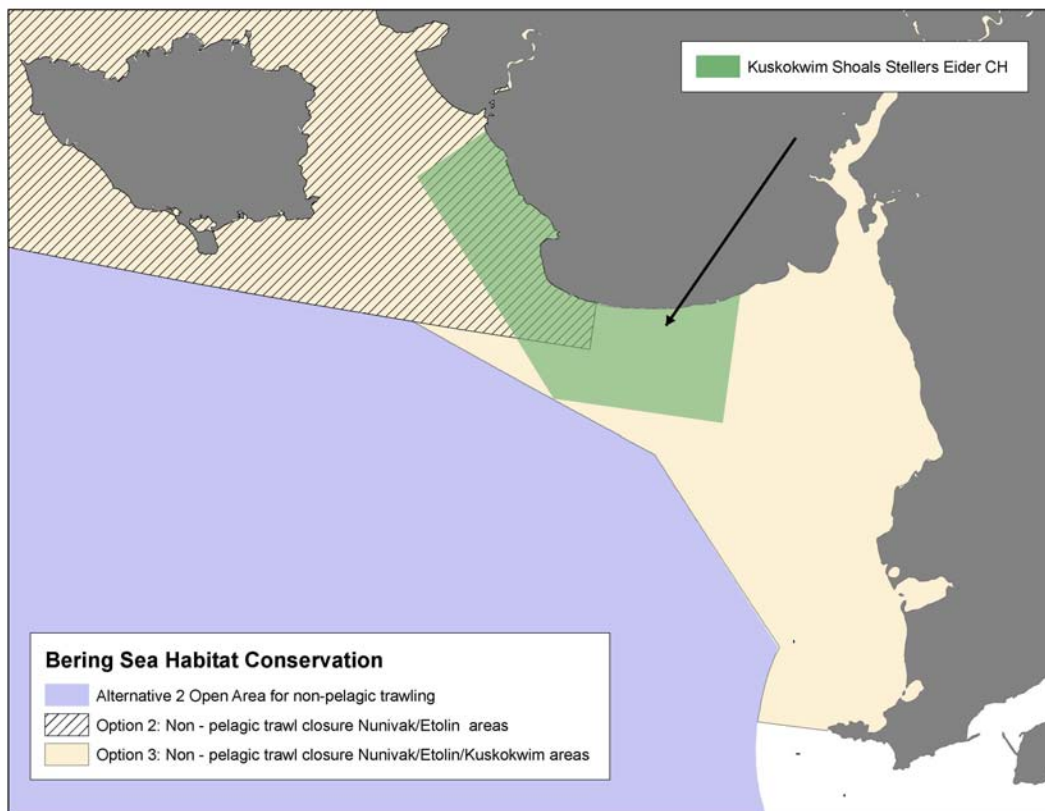 Kuskokwim Shoals Stellers Eider CH
Bering Sea Habitat Conservation
Alternative 2 Open Area for non-pelagic trawling
Option 2: Non - pelagic trawl closure Nunivak/Etolin areas
Option 3: Non - pelagic trawl closure Nunivak/Etolin/Kuskokwim areas